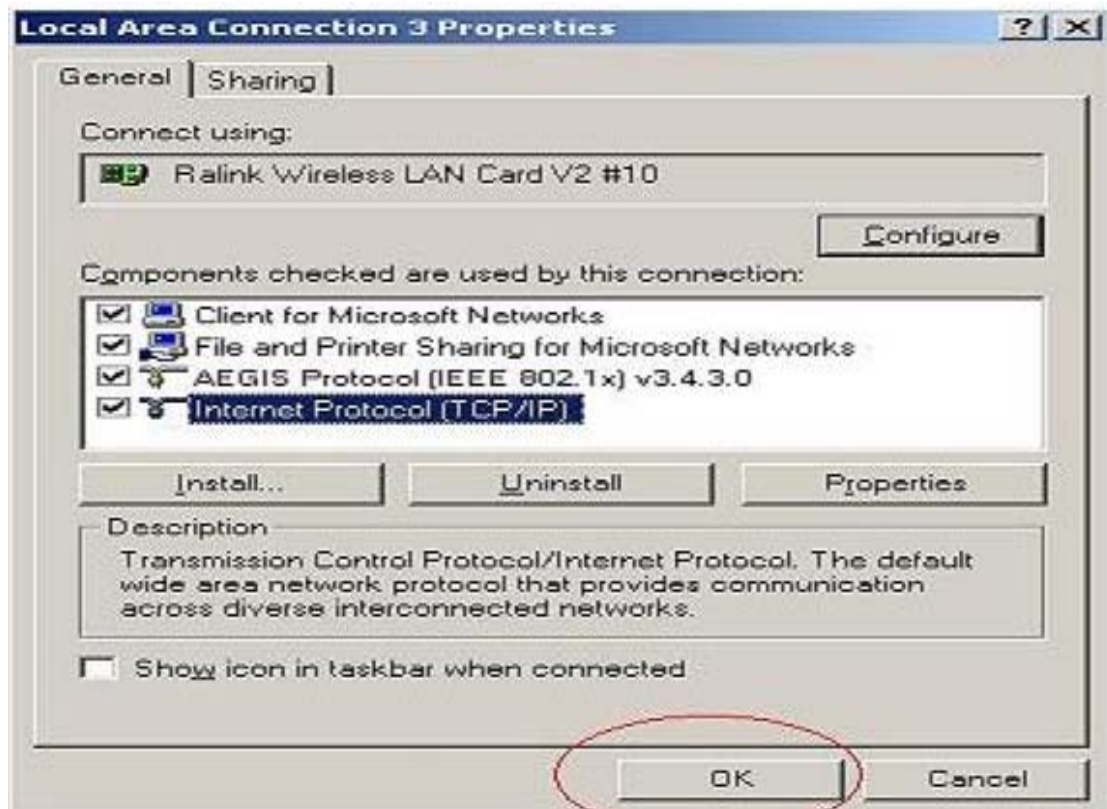 Local Area Connection 3 Properties
General
Sharing
Connect using:
Ralink Wireless LAN Card V2 #10
Configure
Components checked are used by this connection:
Client for Microsoft Networks
File and Printer Sharing for Microsoft Networks
AEGIS Protocol (IEEE 802.1x) v3.4.3.0
Internet Protocol (TCP/IP)
Install... Uninstall Properties
Description
Transmission Control Protocol/Internet Protocol. The default
wide area network protocol that provides communication
across diverse interconnected networks.
Show icon in taskbar when connected
OK Cancel